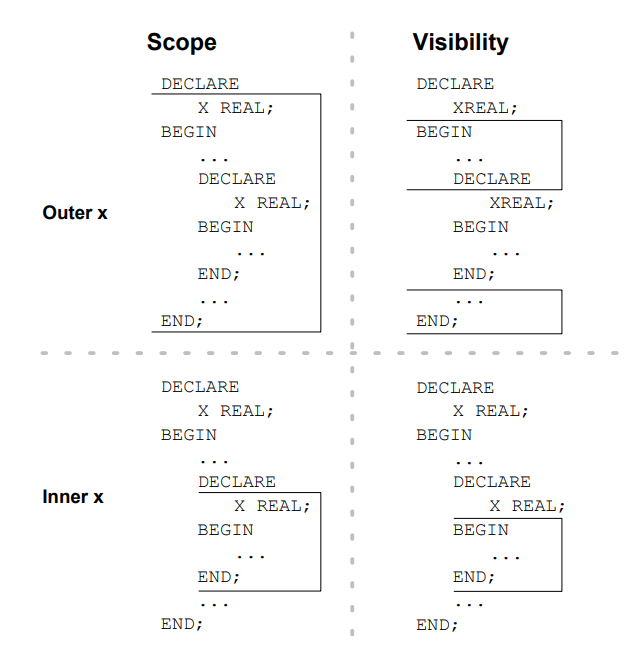 Scope
Visibility
Outer x
DECLARE
X REAL;
BEGIN
...
DECLARE
X REAL;
BEGIN
...
END;
...
END;
DECLARE
XREAL;
BEGIN
...
DECLARE
XREAL;
BEGIN
...
END;
...
END;
Inner x
DECLARE
X REAL;
BEGIN
...
DECLARE
X REAL;
BEGIN
...
END;
...
END;
DECLARE
X REAL;
BEGIN
...
DECLARE
X REAL;
BEGIN
...
END;
...
END;